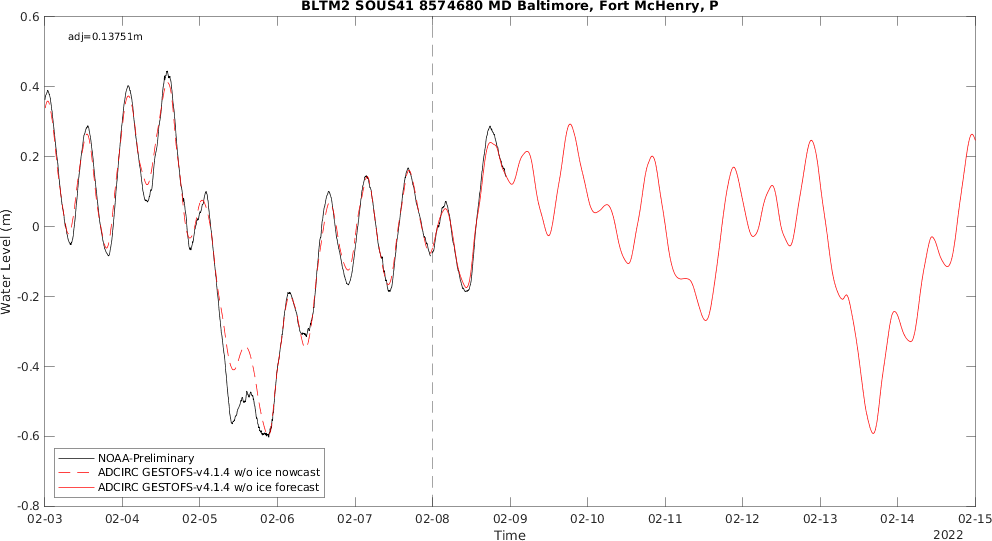 BLTM2 SOUS41 8574680 MD Baltimore, Fort McHenry, P
adj=0.13751m
0.6
0.4
0.2
0
-0.2
-0.4
-0.6
-0.8
Water Level (m)
NOAA-Preliminary
ADCIRC GESTOFS-v4.1.4 w/o ice nowcast
ADCIRC GESTOFS-v4.1.4 w/o ice forecast
02-03 02-04 02-05 02-06 02-07 02-08 02-09 02-10 02-11 02-12 02-13 02-14 02-15
Time
2022